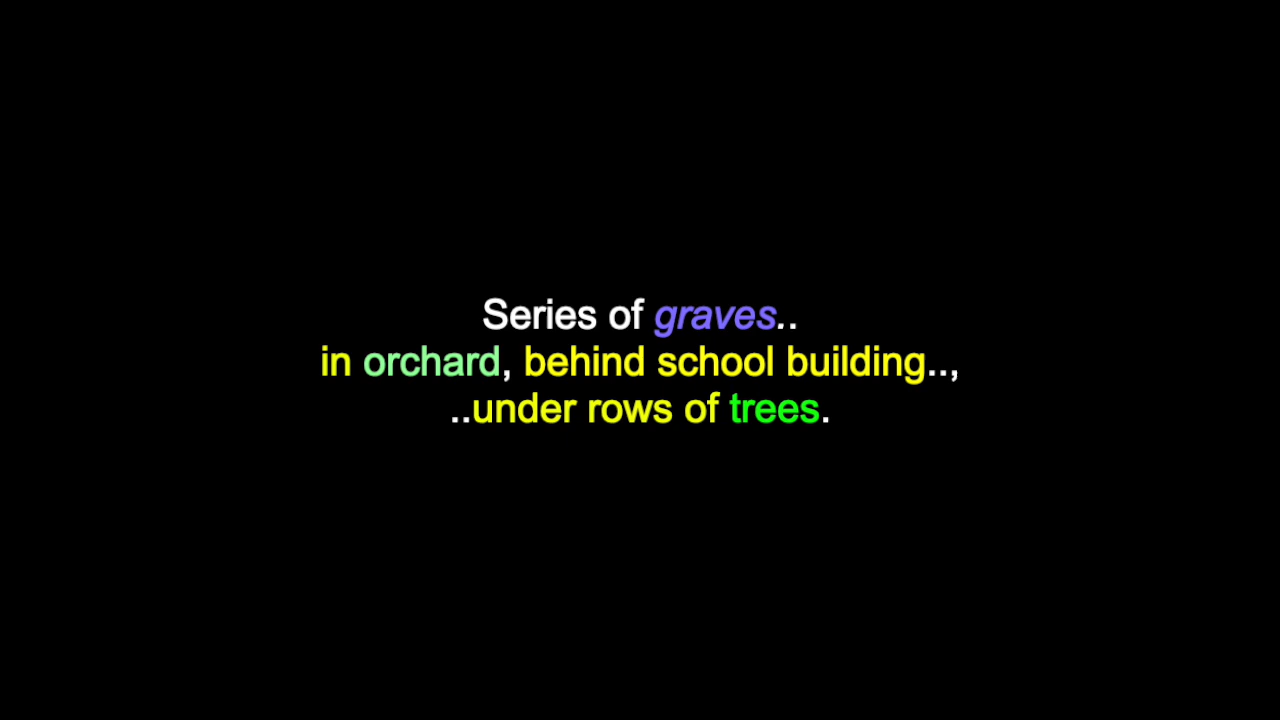 Series of graves..
in orchard, behind school building..,
..under rows of trees.